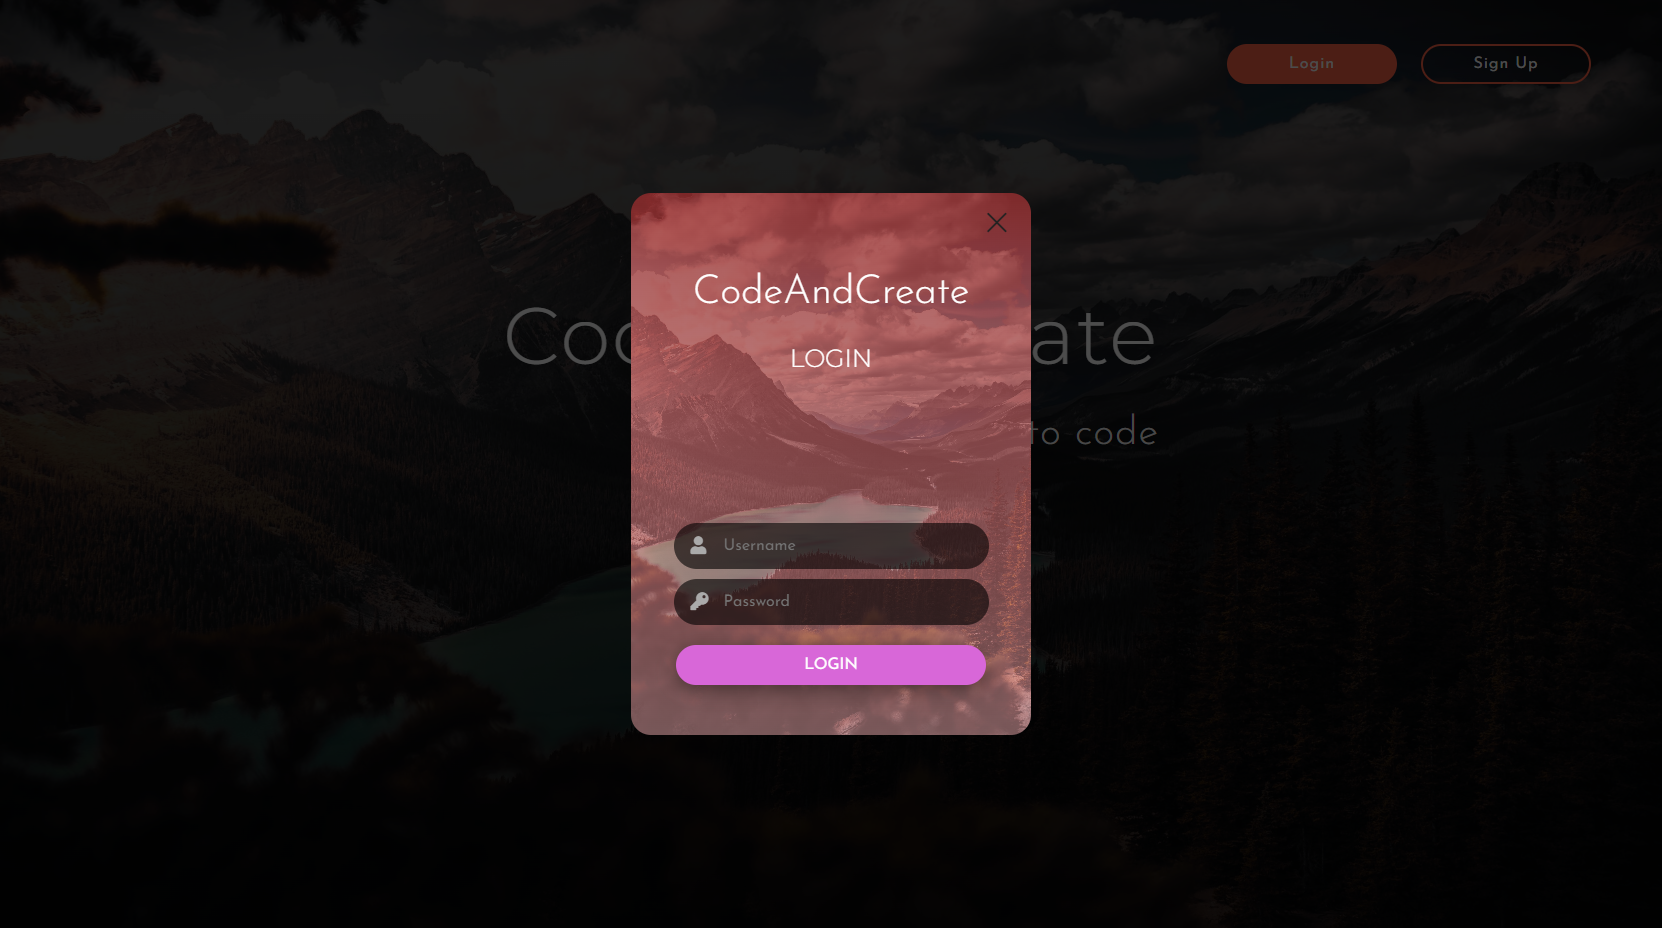 Login
Sign Up
CodeAndCreate
LOGIN
to code
Username
Password
LOGIN